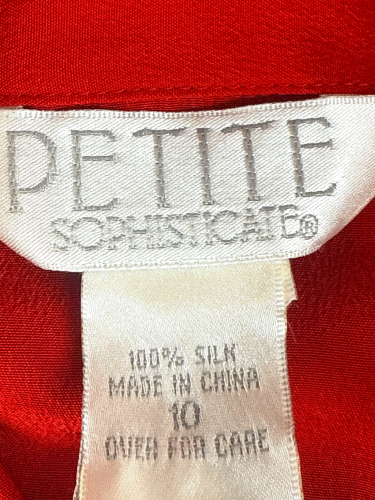 PETITE
SOPHISTICATE®
100% SILK
MADE IN CHINA
10
OVER FOR CARE